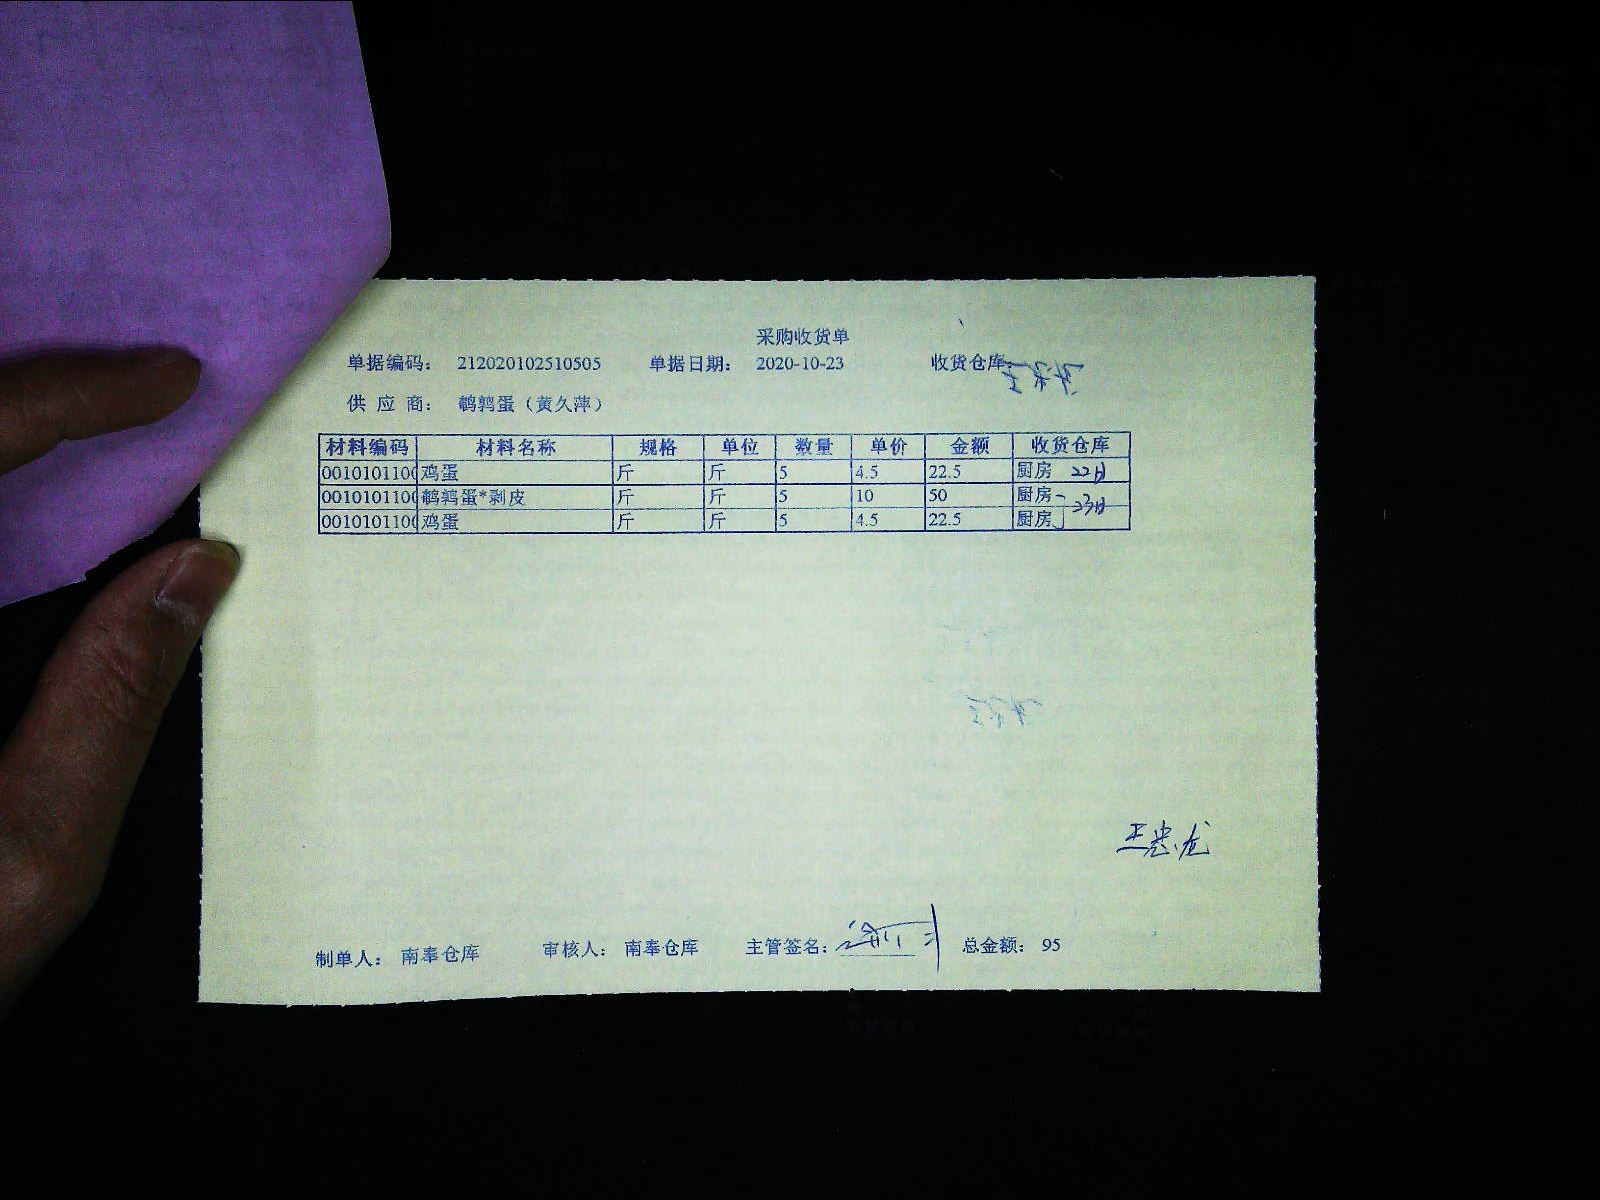 采购收货单
单据编码： 212020102510505 单据日期： 2020-10-23 收货仓库
供 应 商： 鹌鹑蛋（黄久萍）
材料编码 材料名称 规格 单位 数量 单价 金额 收货仓库
0010101100 鸡蛋 斤 斤 5 4.5 22.5 厨房 22日
0010101100 鹌鹑蛋*剥皮 斤 斤 5 10 50 厨房 23日
0010101100 鸡蛋 斤 斤 5 4.5 22.5 厨房
王忠龙
制单人： 南奉仓库 审核人： 南奉仓库 主管签名： 总金额： 95